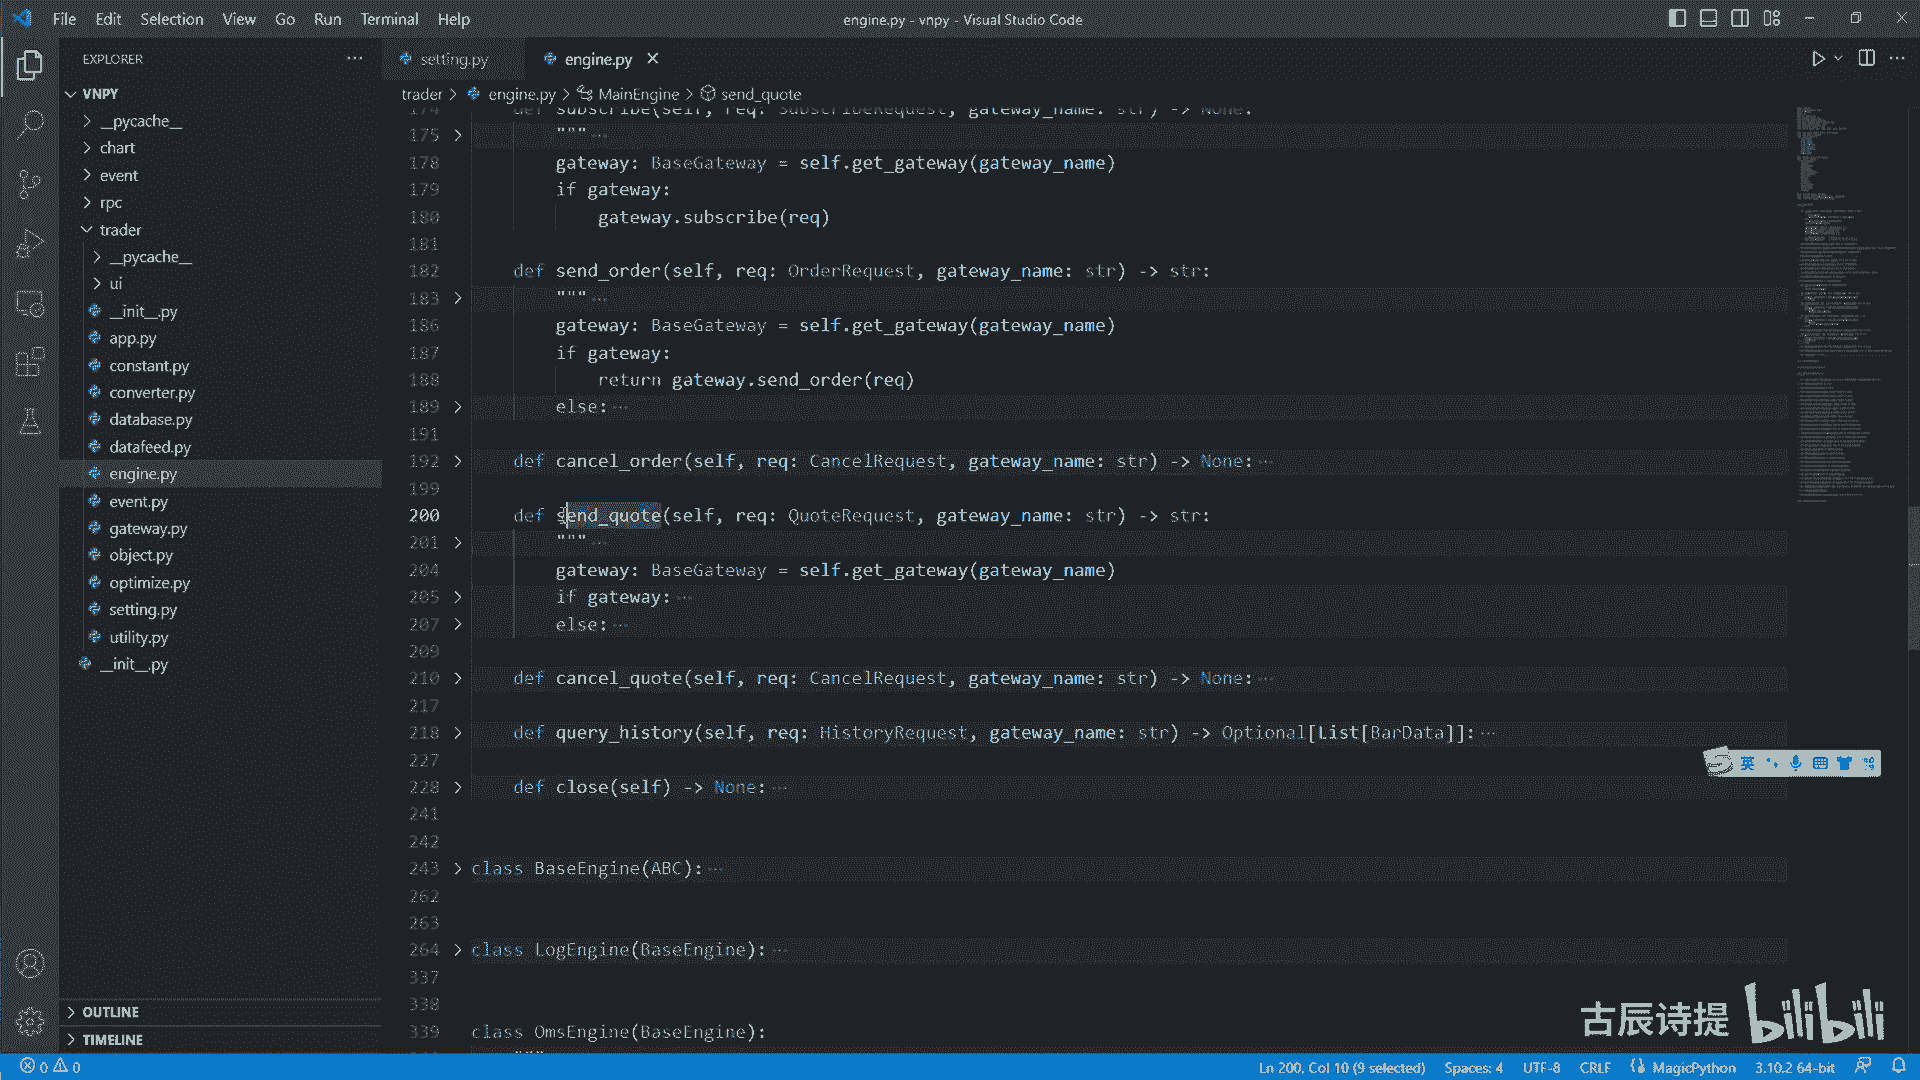 File Edit Selection View Go Run Terminal Help
engine.py - vnpy - Visual Studio Code
EXPLORER
setting.py
engine.py
VNPY
trader > engine.py > MainEngine > send_quote
__pycache__
chart
event
rpc
trader
__pycache__
ui
__init__.py
app.py
constant.py
converter.py
database.py
datafeed.py
engine.py
event.py
gateway.py
object.py
optimize.py
setting.py
utility.py
__init__.py
OUTLINE
TIMELINE
174 def subscribe(self, req: SubscribeRequest, gateway_name: str) -> None:
175 """ ...
178 gateway: BaseGateway = self.get_gateway(gateway_name)
179 if gateway:
180 gateway.subscribe(req)
181
182 def send_order(self, req: OrderRequest, gateway_name: str) -> str:
183 """ ...
186 gateway: BaseGateway = self.get_gateway(gateway_name)
187 if gateway:
188 return gateway.send_order(req)
189 else: ...
191
192 def cancel_order(self, req: CancelRequest, gateway_name: str) -> None: ...
199
200 def send_quote(self, req: QuoteRequest, gateway_name: str) -> str:
201 """ ...
204 gateway: BaseGateway = self.get_gateway(gateway_name)
205 if gateway: ...
207 else: ...
209
210 def cancel_quote(self, req: CancelRequest, gateway_name: str) -> None: ...
217
218 def query_history(self, req: HistoryRequest, gateway_name: str) -> Optional[List[BarData]]: ...
227
228 def close(self) -> None: ...
241
242
243 class BaseEngine(ABC): ...
262
263
264 class LogEngine(BaseEngine): ...
337
338
339 class OmsEngine(BaseEngine):
英
古辰诗提 bilibili
0 0
Ln 200, Col 10 (9 selected) Spaces: 4 UTF-8 CRLF MagicPython 3.10.2 64-bit